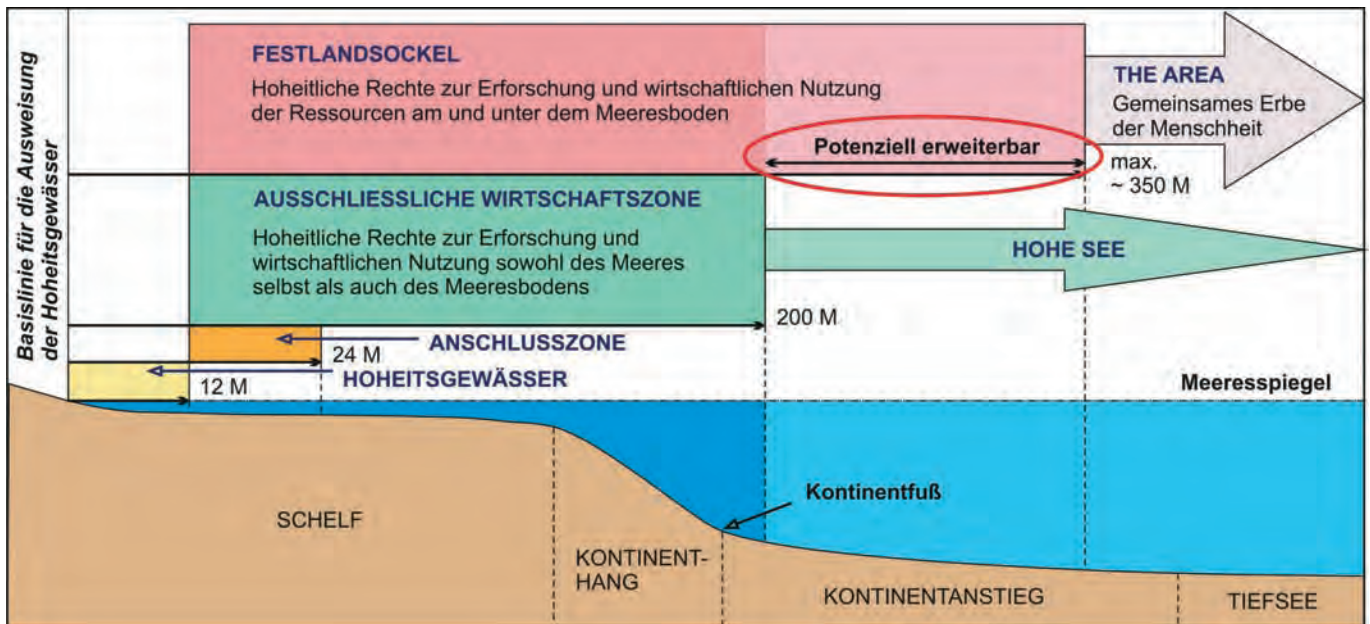 Basislinie für die Ausweisung
der Hoheitsgewässer
FESTLANDSOCKEL
Hoheitliche Rechte zur Erforschung und wirtschaftlichen Nutzung
der Ressourcen am und unter dem Meeresboden
Potenziell erweiterbar
THE AREA
Gemeinsames Erbe
der Menschheit
max.
~ 350 M
AUSSCHLIESSLICHE WIRTSCHAFTSZONE
Hoheitliche Rechte zur Erforschung und
wirtschaftlichen Nutzung sowohl des Meeres
selbst als auch des Meeresbodens
HOHE SEE
200 M
ANSCHLUSSZONE
24 M
HOHEITSGEWÄSSER
12 M
Meeresspiegel
Kontinentfuß
SCHELF
KONTINENT-
HANG
KONTINENTANSTIEG
TIEFSEE